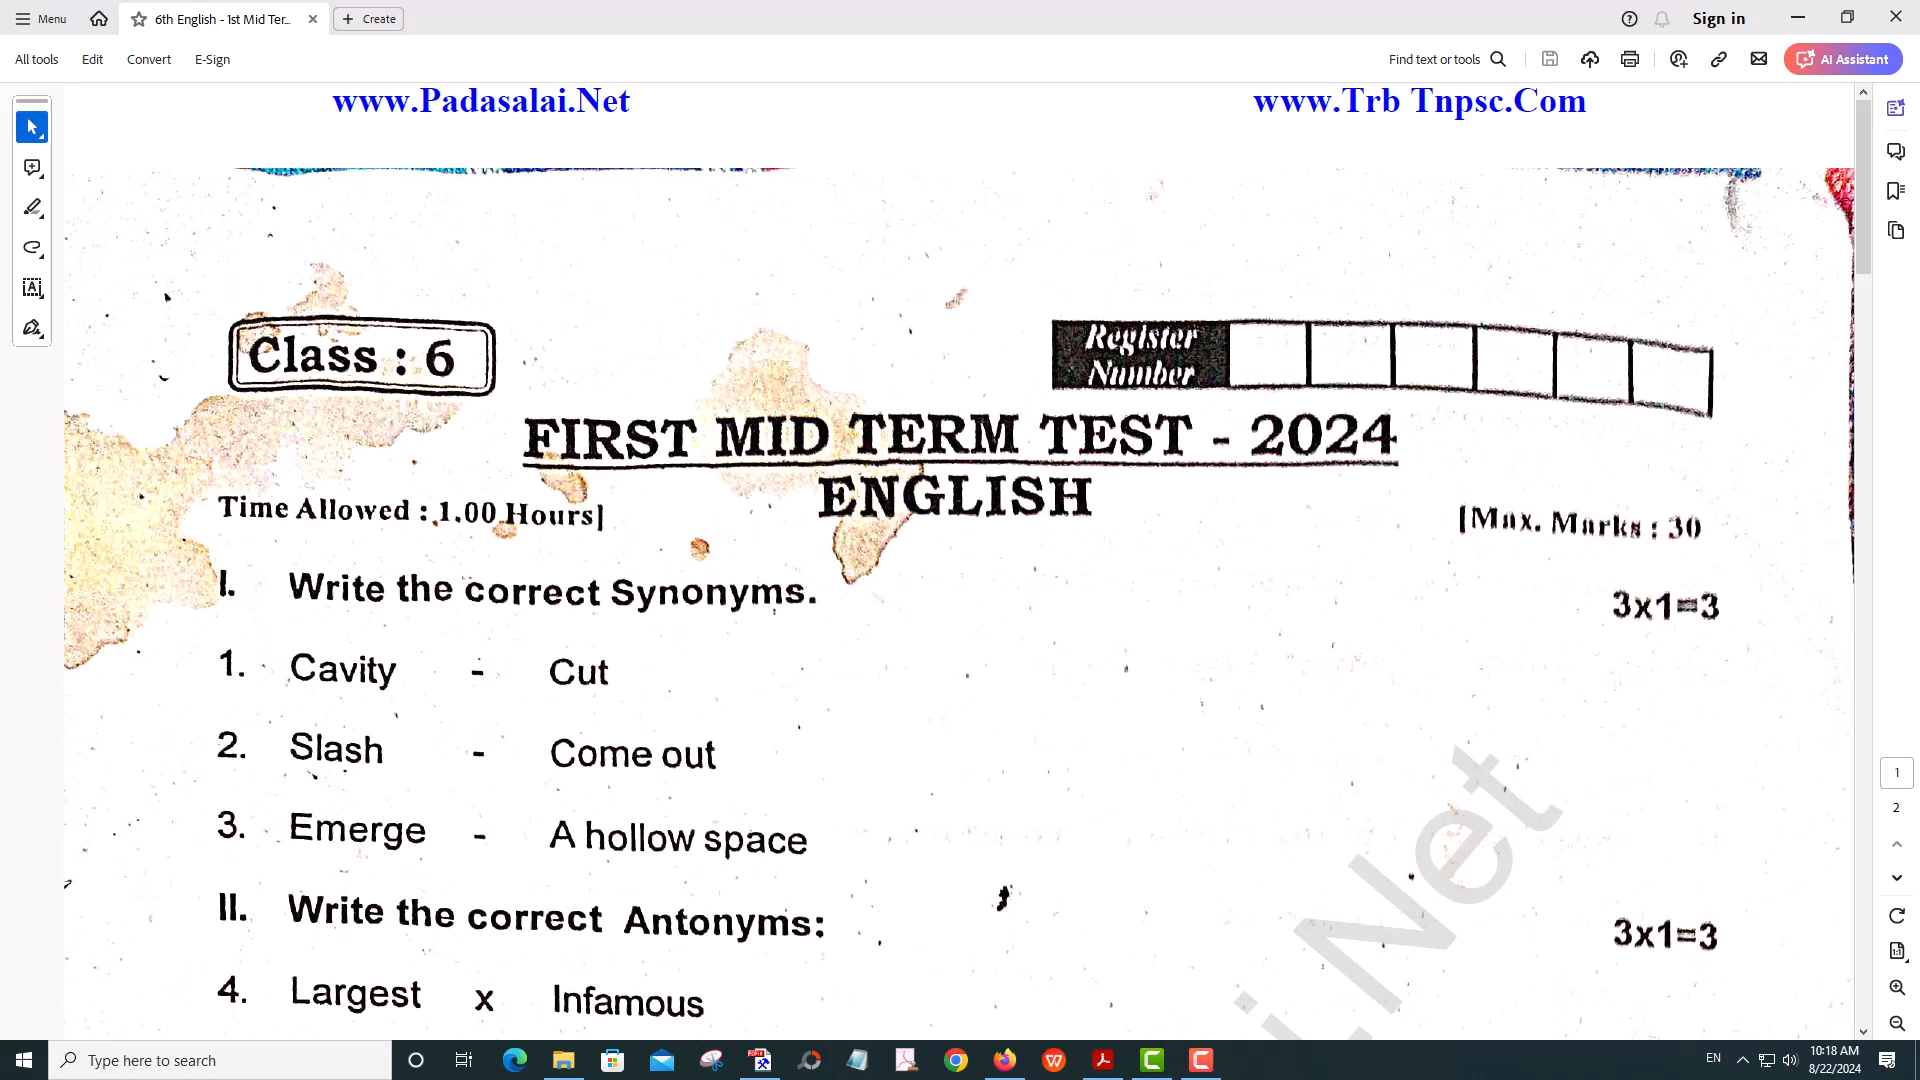 Menu
6th English - 1st Mid Ter...
Create
Sign in
All tools
Edit
Convert
E-Sign
Find text or tools
AI Assistant
www.Padasalai.Net
www.Trb Tnpsc.Com
Class : 6
Register
Number
FIRST MID TERM TEST - 2024
ENGLISH
Time Allowed : 1.00 Hours]
[Max. Marks : 30
I. Write the correct Synonyms. 3x1=3
1. Cavity - Cut
2. Slash - Come out
3. Emerge - A hollow space
II. Write the correct Antonyms: 3x1=3
4. Largest x Infamous
i.Net
1
2
Type here to search
EN
10:18 AM
8/22/2024